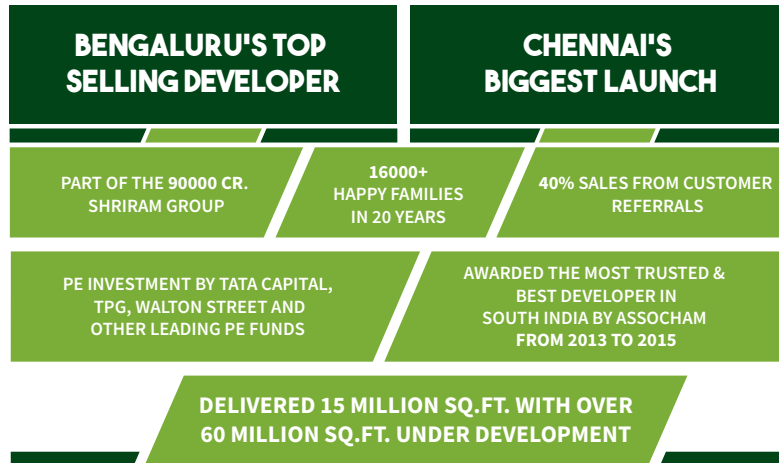 BENGALURU'S TOP
SELLING DEVELOPER
CHENNAI'S
BIGGEST LAUNCH
PART OF THE 90000 CR.
SHRIRAM GROUP
16000+
HAPPY FAMILIES
IN 20 YEARS
40% SALES FROM CUSTOMER
REFERRALS
PE INVESTMENT BY TATA CAPITAL,
TPG, WALTON STREET AND
OTHER LEADING PE FUNDS
AWARDED THE MOST TRUSTED &
BEST DEVELOPER IN
SOUTH INDIA BY ASSOCHAM
FROM 2013 TO 2015
DELIVERED 15 MILLION SQ.FT. WITH OVER
60 MILLION SQ.FT. UNDER DEVELOPMENT